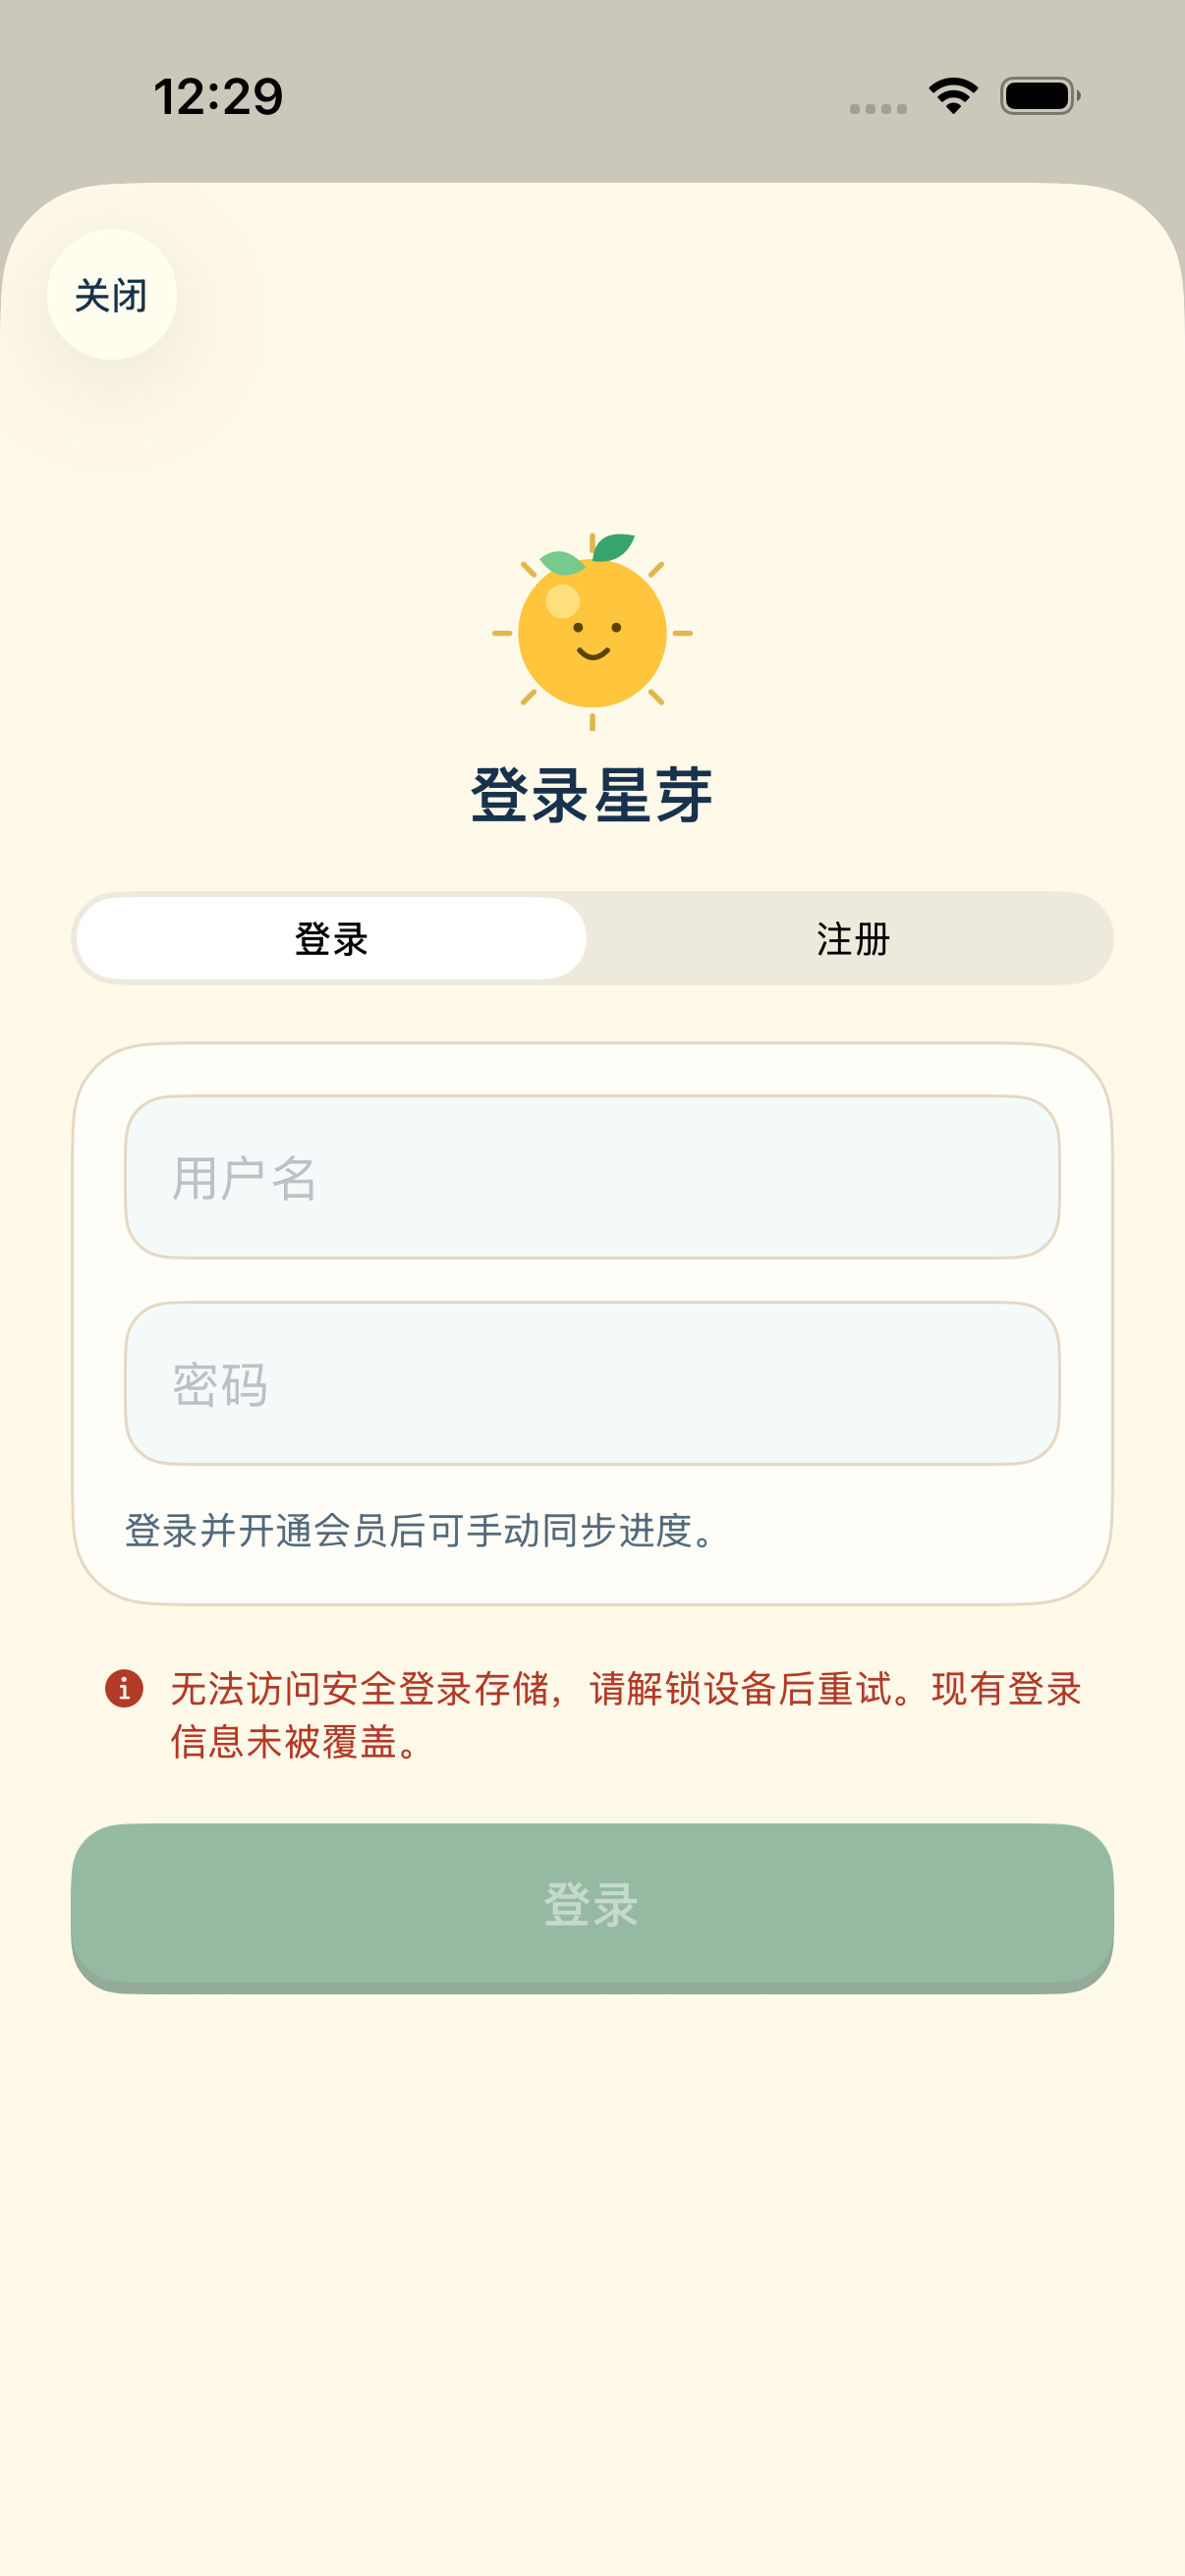 12:29
关闭
登录星芽
登录
注册
用户名
密码
登录并开通会员后可手动同步进度。
无法访问安全登录存储，请解锁设备后重试。现有登录
信息未被覆盖。
登录